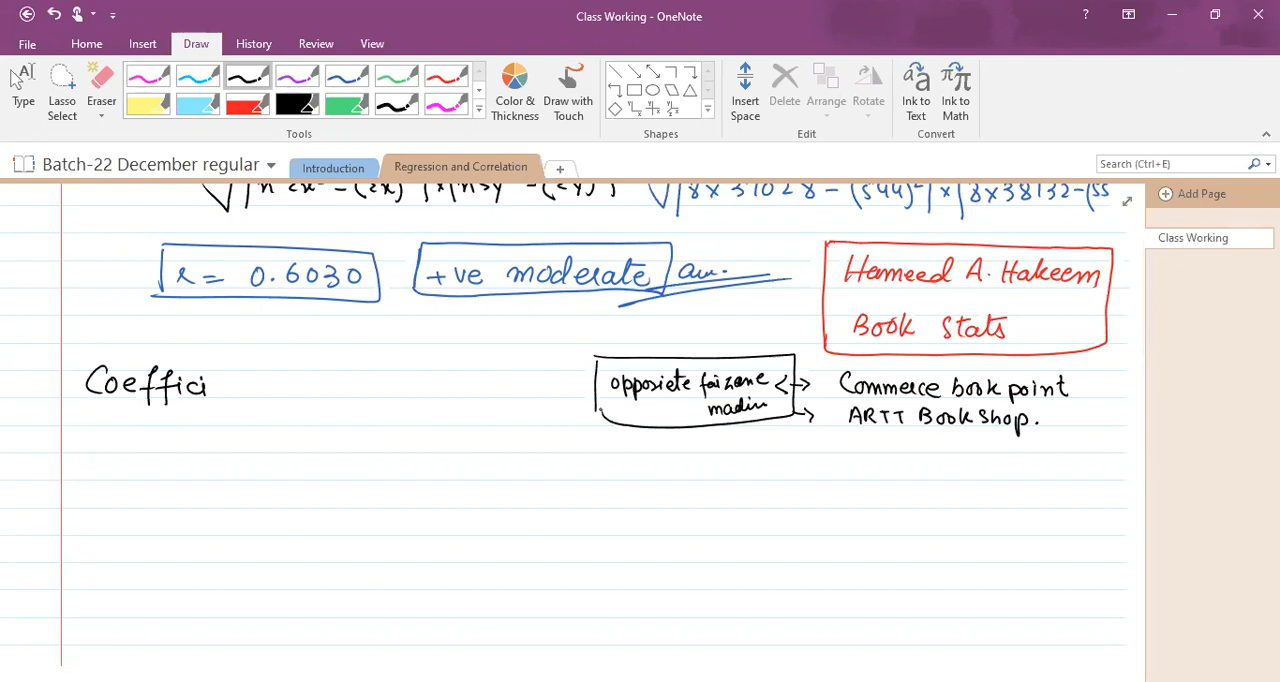 Class Working - OneNote
File Home Insert Draw History Review View
Type
Lasso Select
Eraser
Color & Thickness
Draw with Touch
Insert Space
Delete
Arrange
Rotate
Ink to Text
Ink to Math
Tools
Shapes
Edit
Convert
Batch-22 December regular
Introduction
Regression and Correlation
Search (Ctrl+E)
Add Page
Class Working
r = 0.6030
+ve moderate
Hameed A. Hakeem
Book Stats
Coeffici
opposiete faizane
madin
Commerce book point
ARTT Book Shop.